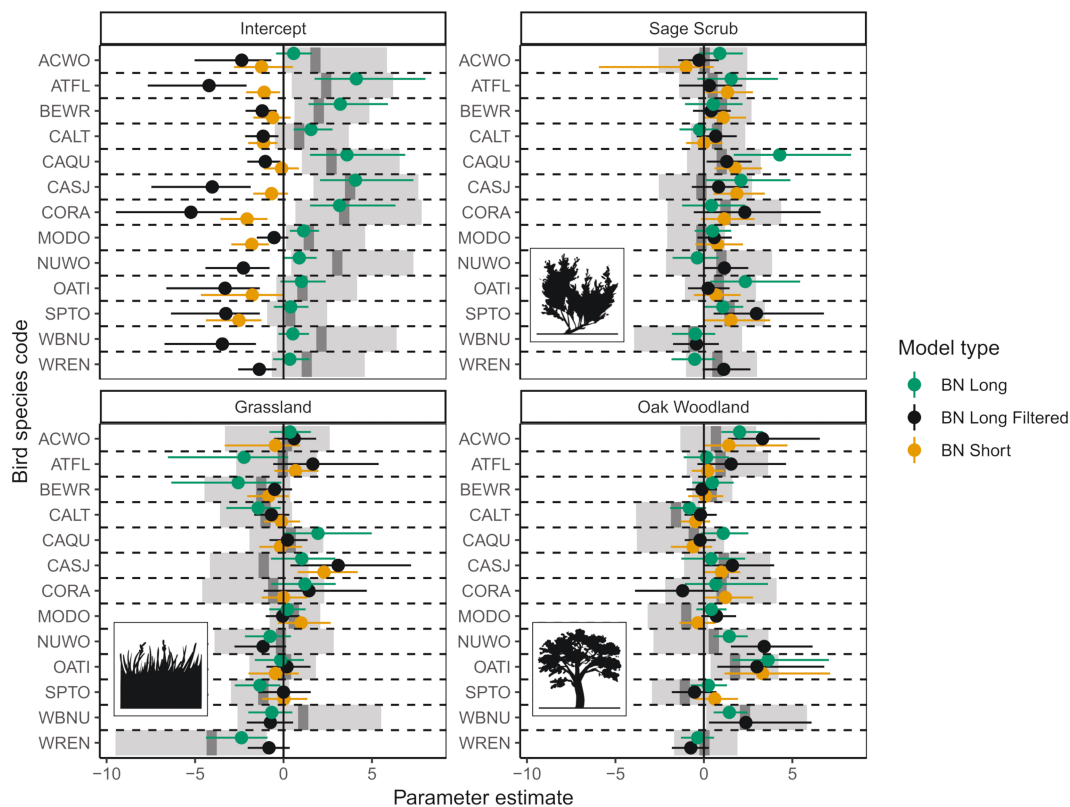 Intercept
Sage Scrub
ACWO
ATFL
BEWR
CALT
CAQU
CASJ
CORA
MODO
NUWO
OATI
SPTO
WBNU
WREN
ACWO
ATFL
BEWR
CALT
CAQU
CASJ
CORA
MODO
NUWO
OATI
SPTO
WBNU
WREN
Grassland
Oak Woodland
ACWO
ATFL
BEWR
CALT
CAQU
CASJ
CORA
MODO
NUWO
OATI
SPTO
WBNU
WREN
ACWO
ATFL
BEWR
CALT
CAQU
CASJ
CORA
MODO
NUWO
OATI
SPTO
WBNU
WREN
−10 −5 0 5
−10 −5 0 5
Parameter estimate
Bird species code
Model type
BN Long
BN Long Filtered
BN Short